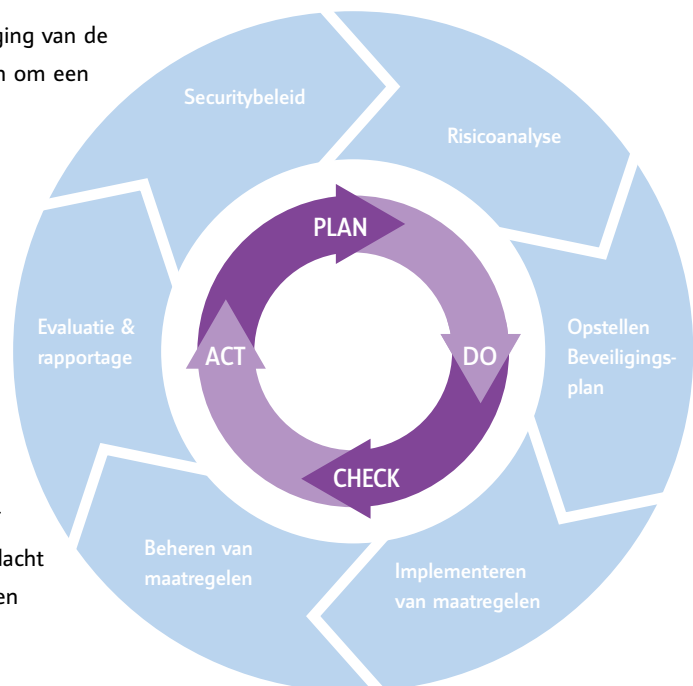 ging van de
n om een
Securitybeleid
Risicoanalyse
PLAN
Evaluatie &
rapportage
ACT
DO
Opstellen
Beveiligings-
plan
CHECK
lacht
en
Beheren van
maatregelen
Implementeren
van maatregelen